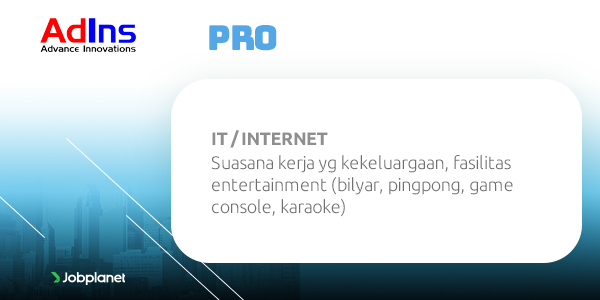 AdIns
Advance Innovations
PRO
IT / INTERNET
Suasana kerja yg kekeluargaan, fasilitas
entertainment (bilyar, pingpong, game
console, karaoke)
Jobplanet